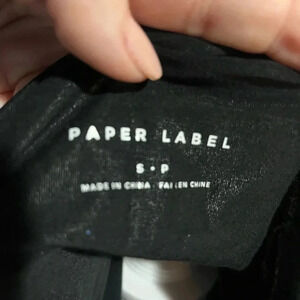 PAPER LABEL
S • P
MADE IN CHINA · FAIT EN CHINE